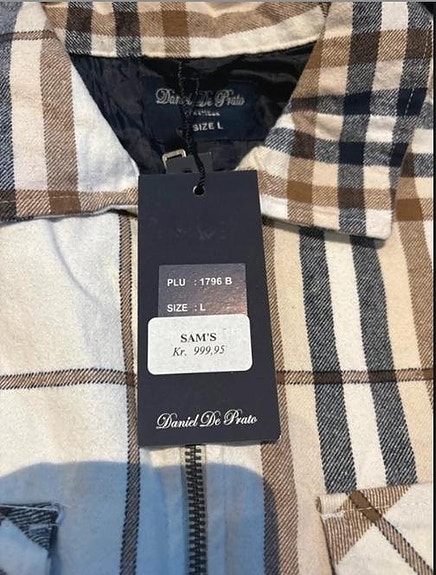 Daniel De Prato
SIZE L
PLU : 1796 B
SIZE : L
SAM'S
Kr. 999,95
Daniel De Prato